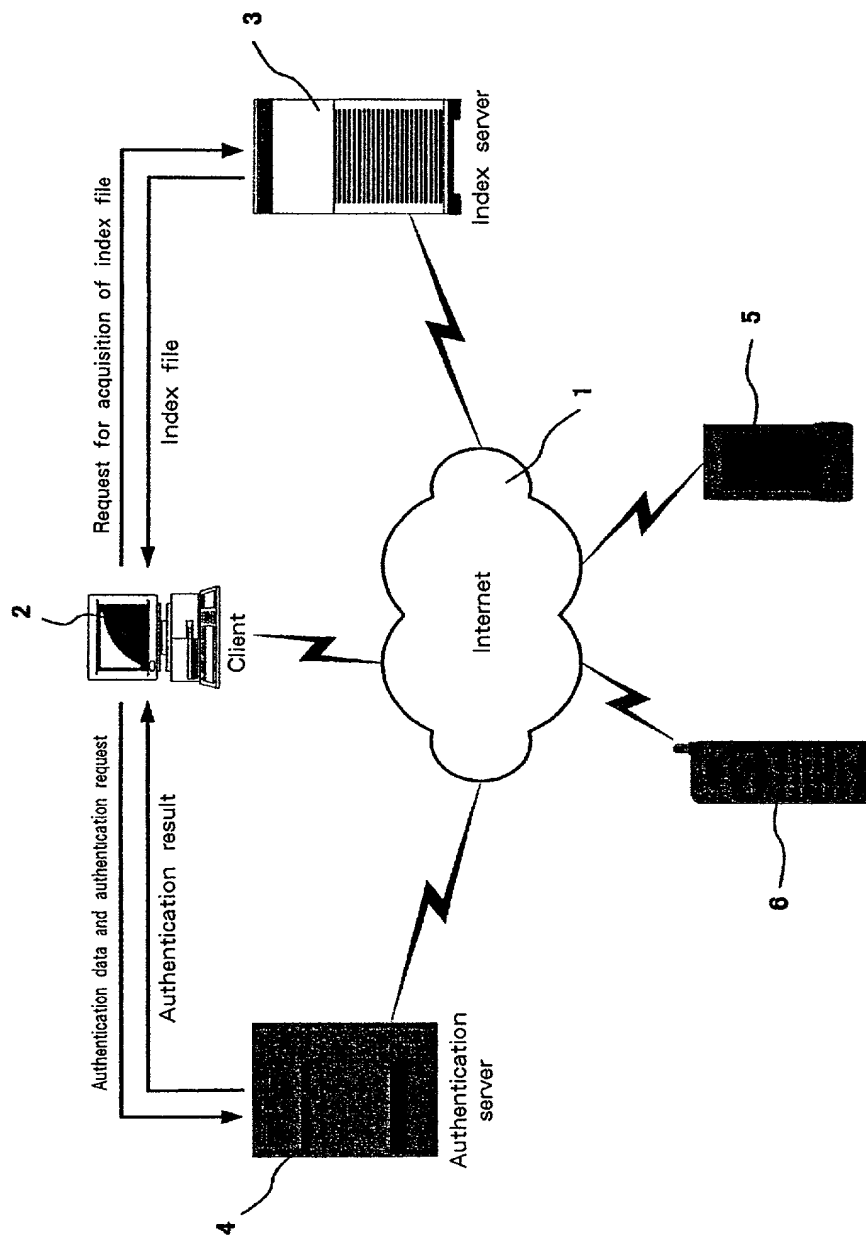 Authentication data and authentication request
Request for acquisition of index file
Authentication result
Index file
2
Client
3
Index server
4
Authentication
server
Internet
1
5
6